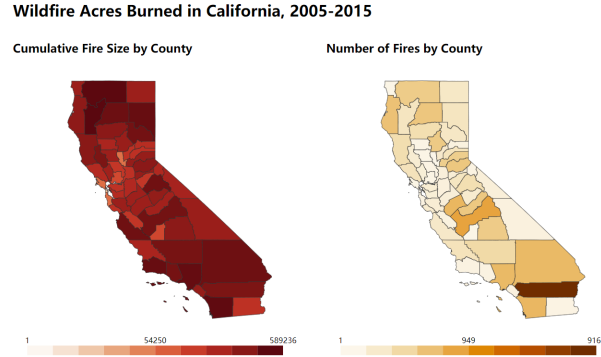 Wildfire Acres Burned in California, 2005-2015
Cumulative Fire Size by County
Number of Fires by County
1 54250 589236
1 949 916